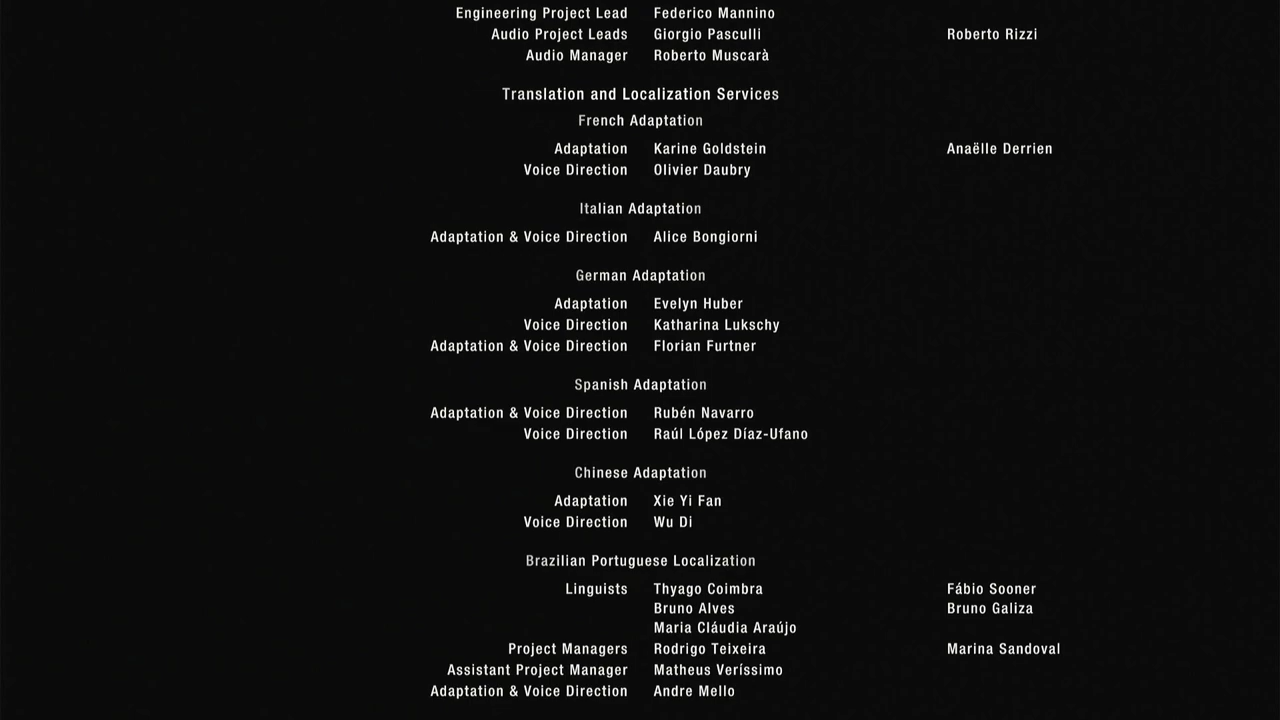 Engineering Project Lead Federico Mannino
Audio Project Leads Giorgio Pasculli Roberto Rizzi
Audio Manager Roberto Muscarà
Translation and Localization Services
French Adaptation
Adaptation Karine Goldstein Anaëlle Derrien
Voice Direction Olivier Daubry
Italian Adaptation
Adaptation & Voice Direction Alice Bongiorni
German Adaptation
Adaptation Evelyn Huber
Voice Direction Katharina Lukschy
Adaptation & Voice Direction Florian Furtner
Spanish Adaptation
Adaptation & Voice Direction Rubén Navarro
Voice Direction Raúl López Díaz-Ufano
Chinese Adaptation
Adaptation Xie Yi Fan
Voice Direction Wu Di
Brazilian Portuguese Localization
Linguists Thyago Coimbra Fábio Sooner
Bruno Alves Bruno Galiza
Maria Cláudia Araújo
Project Managers Rodrigo Teixeira Marina Sandoval
Assistant Project Manager Matheus Veríssimo
Adaptation & Voice Direction Andre Mello